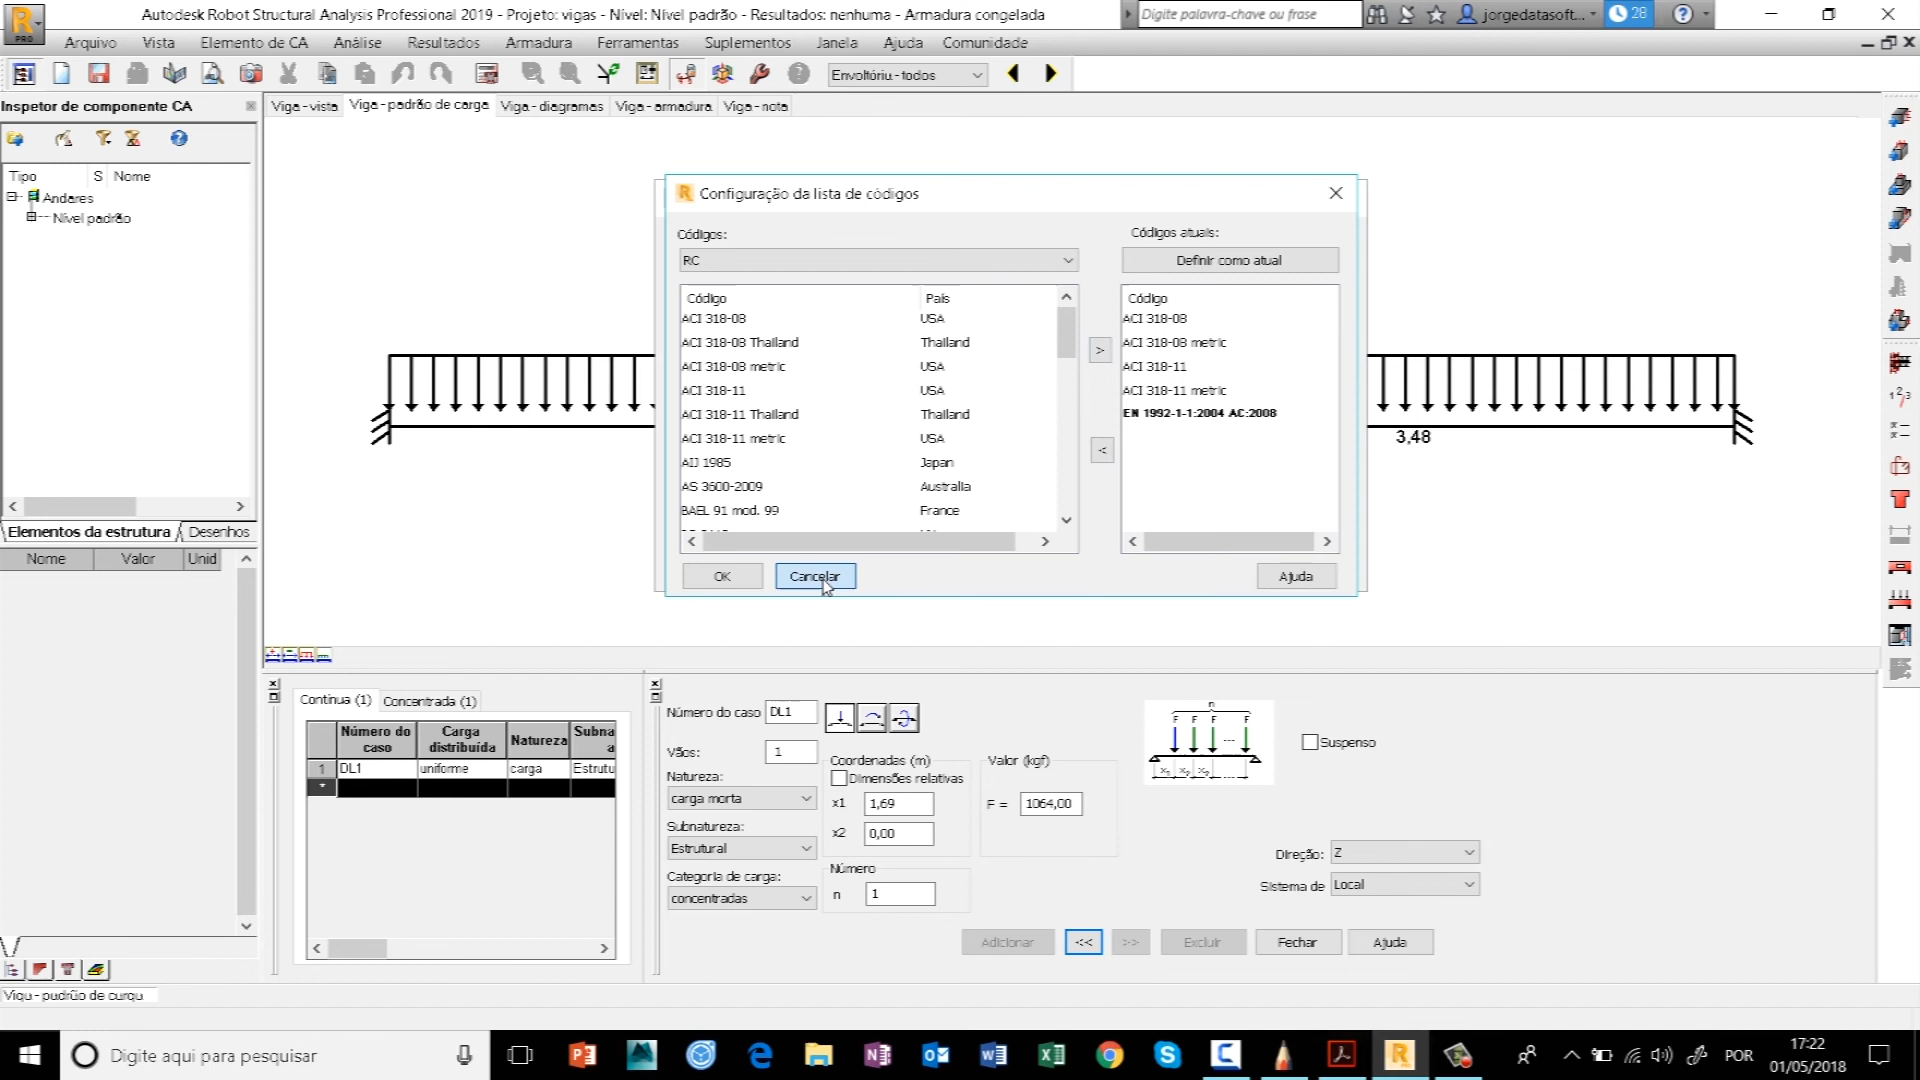 Autodesk Robot Structural Analysis Professional 2019 - Projeto: vigas - Nível: Nível padrão - Resultados: nenhuma - Armadura congelada
Digite palavra-chave ou frase
jorgedatasoft...
28
PRO
Arquivo Vista Elemento de CA Análise Resultados Armadura Ferramentas Suplementos Janela Ajuda Comunidade
Envoltória - todos
Inspetor de componente CA
Viga - vista Viga - padrão de carga Viga - diagramas Viga - armadura Viga - nota
Tipo S Nome
Andares
Nível padrão
Configuração da lista de códigos
Códigos:
Códigos atuais:
RC
Definir como atual
Código País
Código
ACI 318-08 USA
ACI 318-08 Thailand Thailand
ACI 318-08 metric USA
ACI 318-11 USA
ACI 318-11 Thailand Thailand
ACI 318-11 metric USA
AIJ 1985 Japan
AS 3600-2009 Australia
BAEL 91 mod. 99 France
ACI 318-08
ACI 318-08 metric
ACI 318-11
ACI 318-11 metric
EN 1992-1-1:2004 AC:2008
>
<
OK Cancelar Ajuda
3,48
Elementos da estrutura Desenhos
Nome Valor Unid
Contínua (1) Concentrada (1)
Número do caso Carga distribuída Natureza Subna a
1 DL1 uniforme carga Estrutu
*
Número do caso DL1
Vãos: 1
Natureza:
carga morta
Subnatureza:
Estrutural
Categoria de carga:
concentradas
Coordenadas (m)
Dimensões relativas
x1 1,69
x2 0,00
Número
n 1
Valor (kgf)
F = 1064,00
n
F F F F
x1 x2 x2
Suspenso
Direção: Z
Sistema de Local
Adicionar << >> Excluir Fechar Ajuda
Viga - padrão de carga
Digite aqui para pesquisar
POR
17:22
01/05/2018